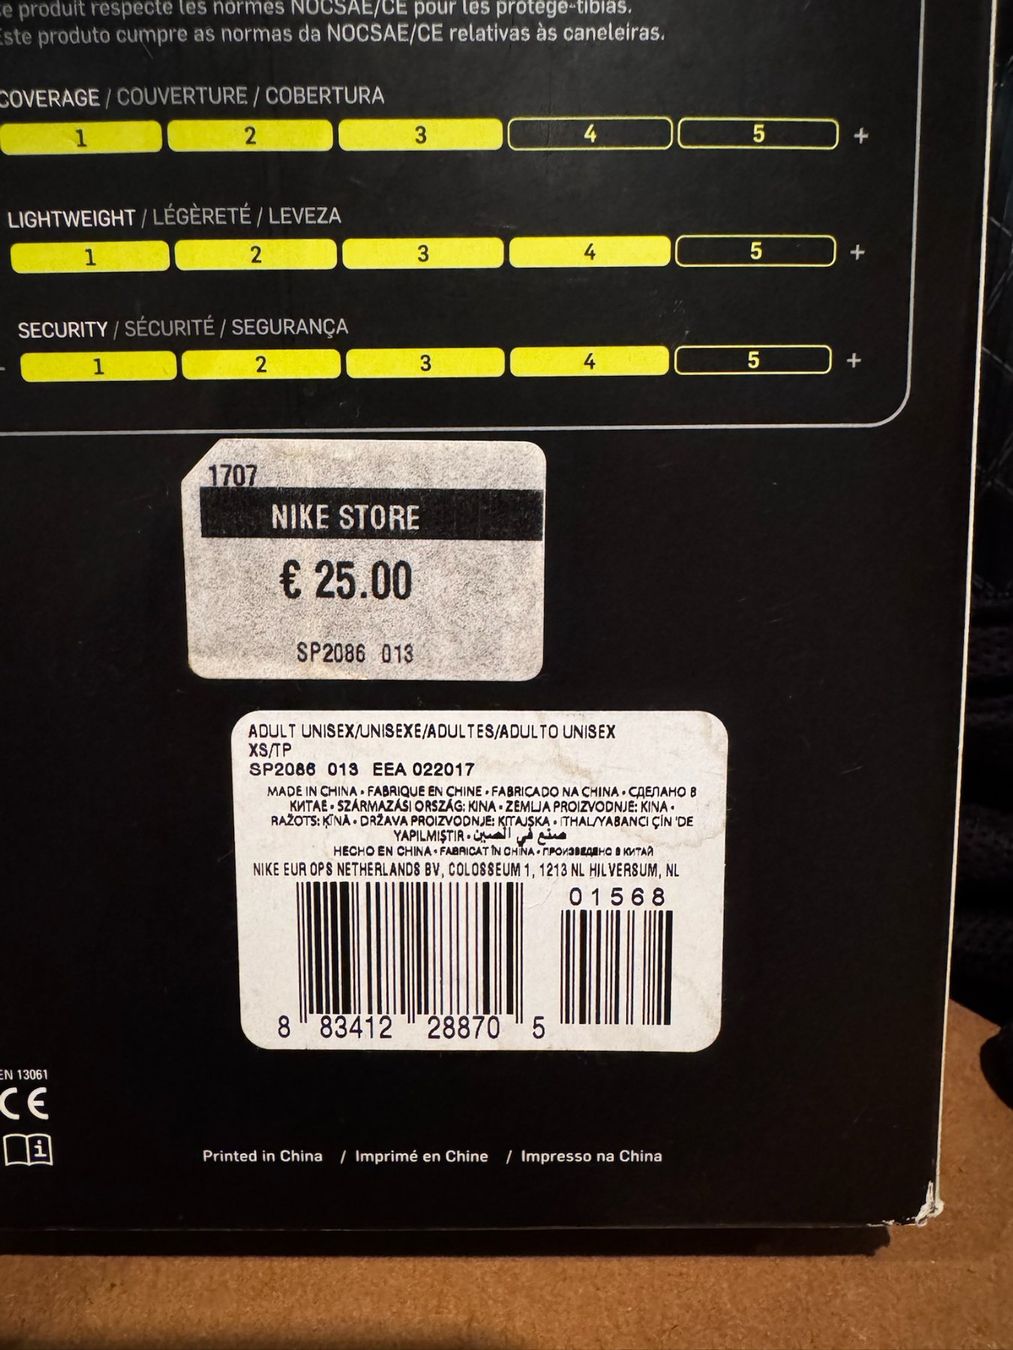 produit respecte les normes NOCSAE/CE pour les protège-tibias.
Este produto cumpre as normas da NOCSAE/CE relativas às caneleiras.
COVERAGE / COUVERTURE / COBERTURA
1 2 3 4 5 +
LIGHTWEIGHT / LÉGÈRETÉ / LEVEZA
1 2 3 4 5 +
SECURITY / SÉCURITÉ / SEGURANÇA
- 1 2 3 4 5 +
1707
NIKE STORE
€ 25.00
SP2086 013
ADULT UNISEX/UNISEXE/ADULTES/ADULTO UNISEX
XS/TP
SP2086 013 EEA 022017
MADE IN CHINA • FABRIQUE EN CHINE • FABRICADO NA CHINA • СДЕЛАНО В
КИТАЕ • SZÁRMAZÁSI ORSZÁG: KINA • ZEMLJA PROIZVODNJE: KINA •
RAŽOTS: ĶĪNĀ • DRŽAVA PROIZVODNJE: KITAJSKA • ITHAL/YABANCI ÇİN 'DE
YAPILMIŞTIR • صنع في الصين
HECHO EN CHINA • FABRICAT ÎN CHINA • ПРОИЗВЕДЕНО В КИТАЙ
NIKE EUR OPS NETHERLANDS BV, COLOSSEUM 1, 1213 NL HILVERSUM, NL
01568
8 83412 28870 5
EN 13061
CE
i
Printed in China / Imprimé en Chine / Impresso na China